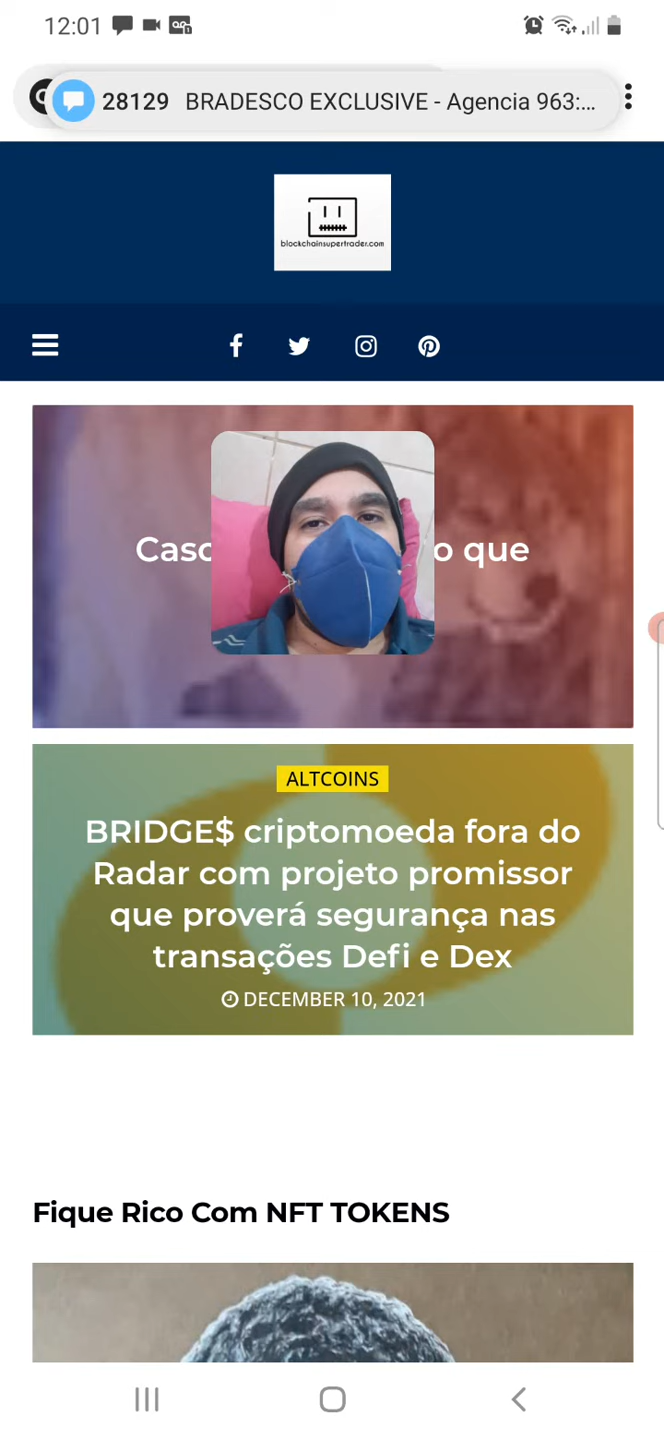 12:01
28129 BRADESCO EXCLUSIVE - Agencia 963:...
blockchainsupertrader.com
o que
ALTCOINS
BRIDGE$ criptomoeda fora do
Radar com projeto promissor
que proverá segurança nas
transações Defi e Dex
DECEMBER 10, 2021
Fique Rico Com NFT TOKENS